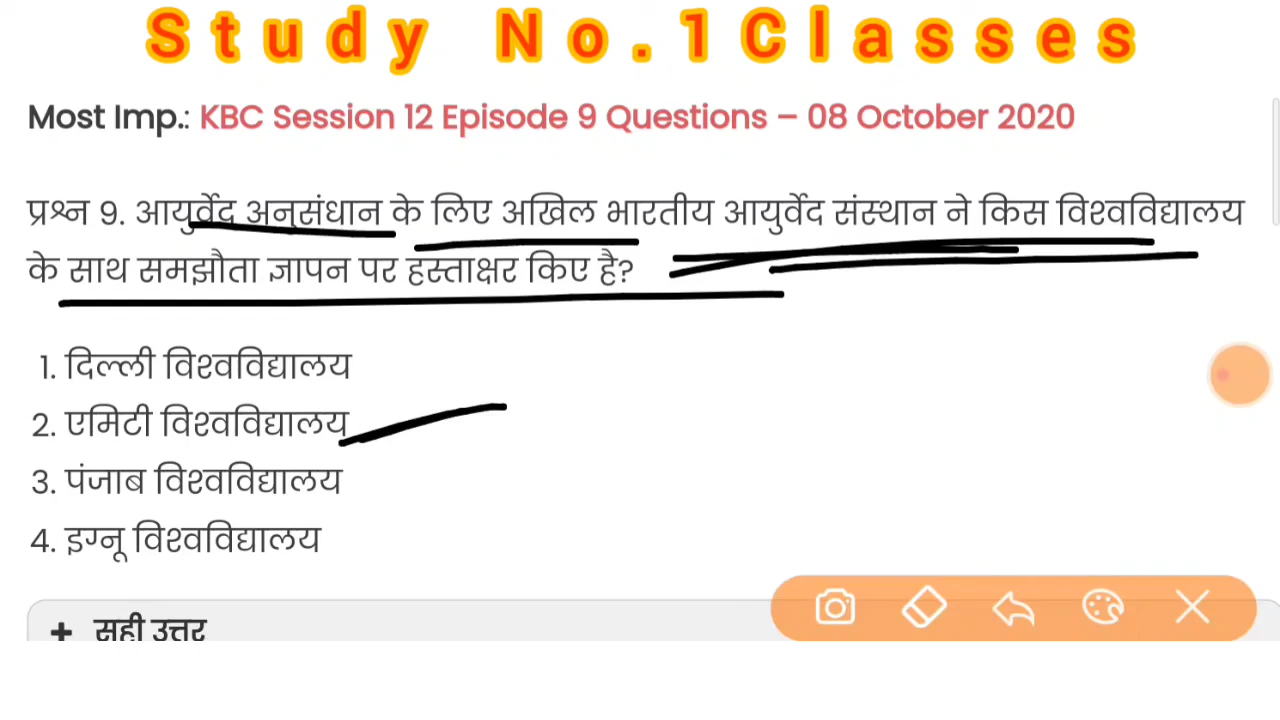 Study No.1Classes
Most Imp.: KBC Session 12 Episode 9 Questions – 08 October 2020
प्रश्न 9. आयुर्वेद अनुसंधान के लिए अखिल भारतीय आयुर्वेद संस्थान ने किस विश्वविद्यालय
के साथ समझौता ज्ञापन पर हस्ताक्षर किए है?
1. दिल्ली विश्वविद्यालय
2. एमिटी विश्वविद्यालय
3. पंजाब विश्वविद्यालय
4. इग्नू विश्वविद्यालय
+ सही उत्तर